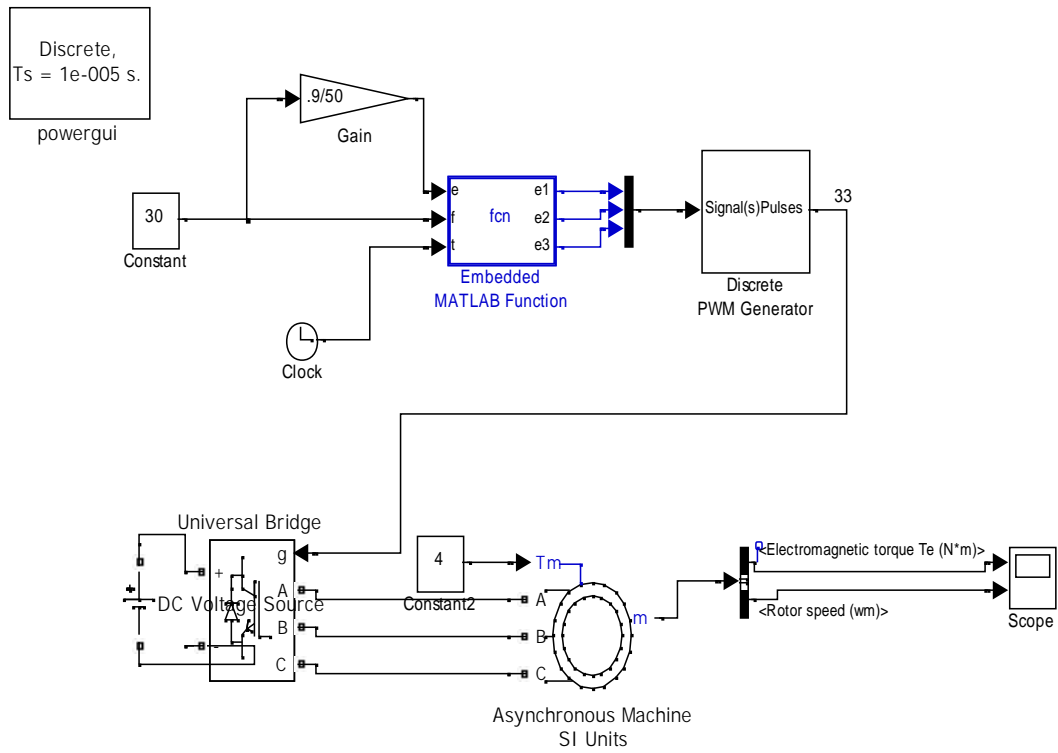 Discrete,
Ts = 1e-005 s.
powergui
.9/50
Gain
30
Constant
e
f
t
fcn
e1
e2
e3
Embedded
MATLAB Function
Clock
Signal(s)Pulses
Discrete
PWM Generator
33
Universal Bridge
g
+
-
A
B
C
+
DC Voltage Source
4
Constant2
Tm
A
B
C
m
Asynchronous Machine
SI Units
<Electromagnetic torque Te (N*m)>
<Rotor speed (wm)>
Scope